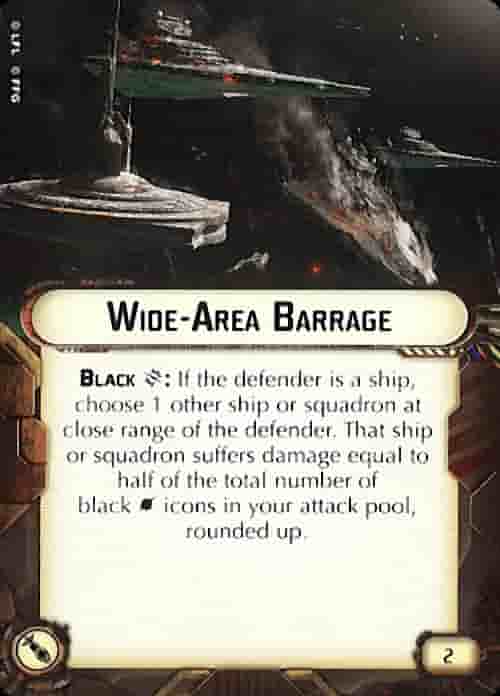 © LFL © FFG
WIDE-AREA BARRAGE
BLACK : If the defender is a ship,
choose 1 other ship or squadron at
close range of the defender. That ship
or squadron suffers damage equal to
half of the total number of
black icons in your attack pool,
rounded up.
2